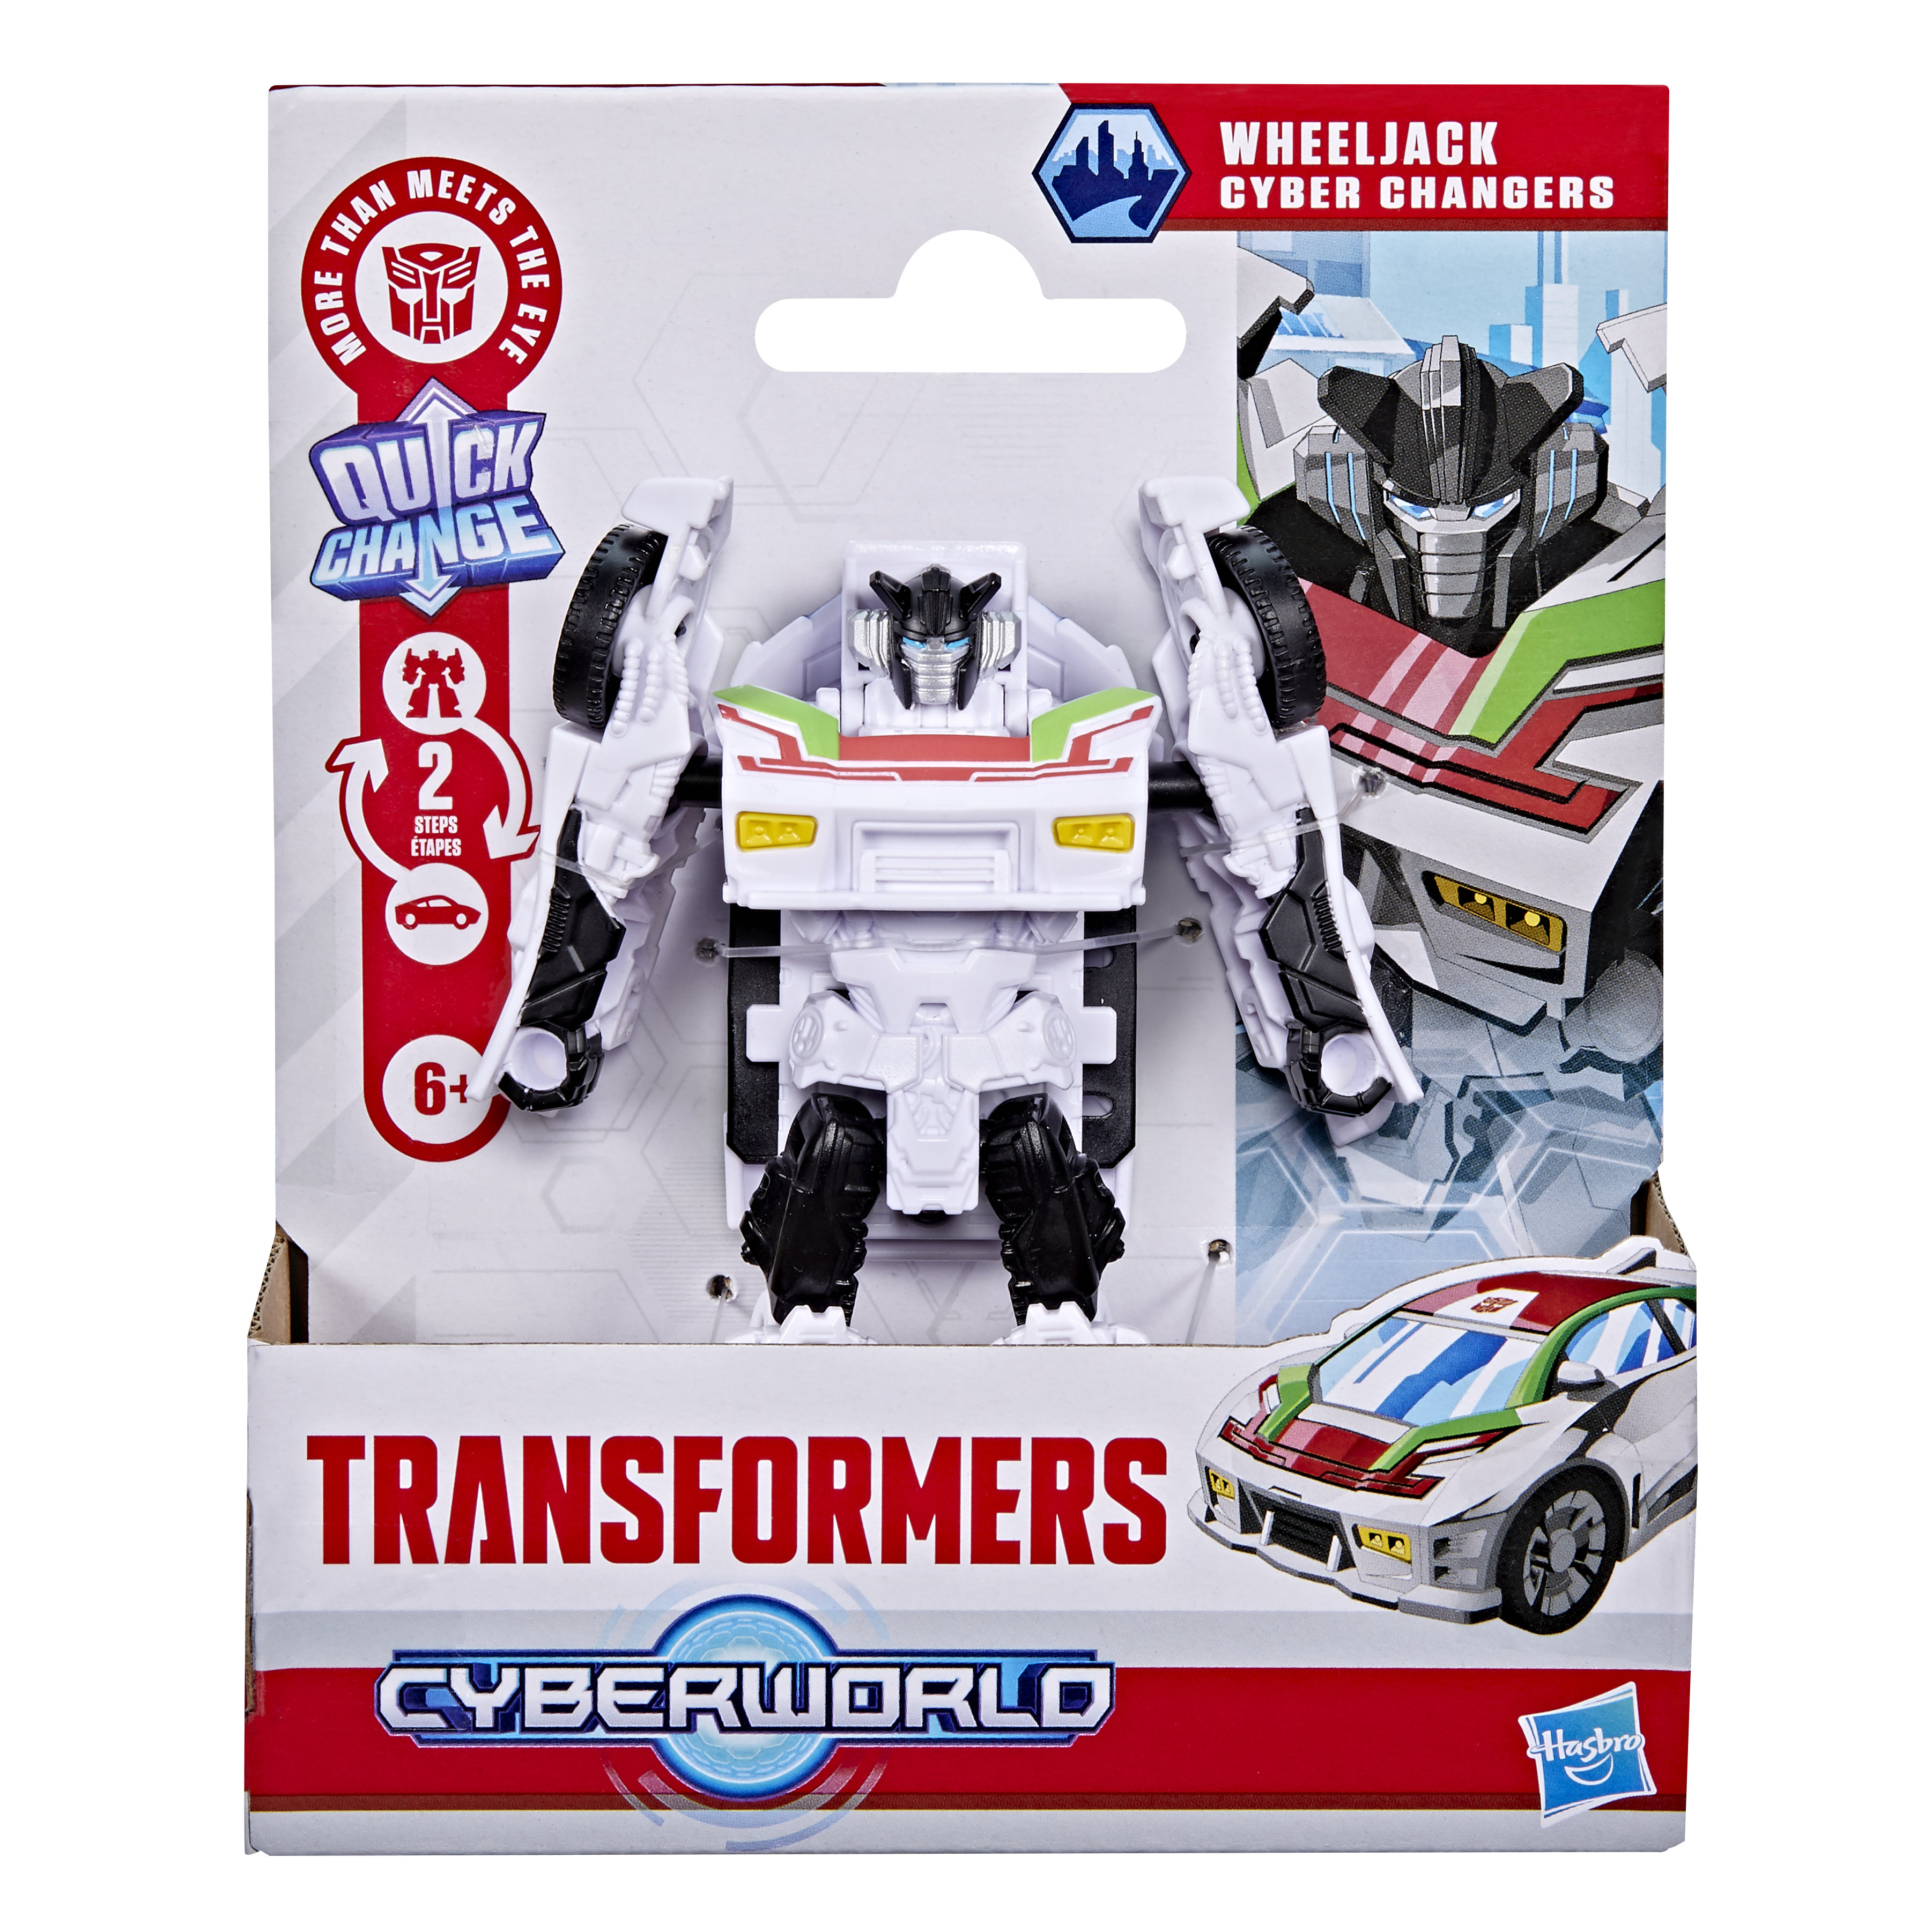 WHEELJACK
CYBER CHANGERS
MORE THAN MEETS THE EYE
QUICK
CHANGE
2
STEPS
ÉTAPES
6+
TRANSFORMERS
CYBERWORLD
Hasbro